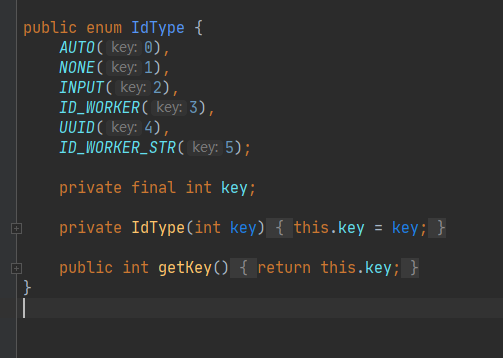 public enum IdType {
AUTO( key: 0),
NONE( key: 1),
INPUT( key: 2),
ID_WORKER( key: 3),
UUID( key: 4),
ID_WORKER_STR( key: 5);
private final int key;
private IdType(int key) { this.key = key; }
public int getKey() { return this.key; }
}